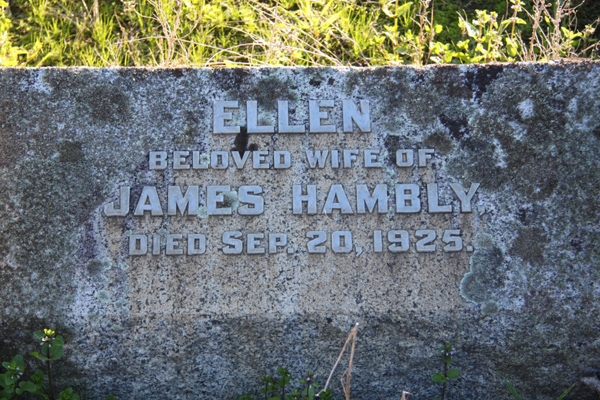 ELLEN
BELOVED WIFE OF
JAMES HAMBLY,
DIED SEP. 20, 1925.